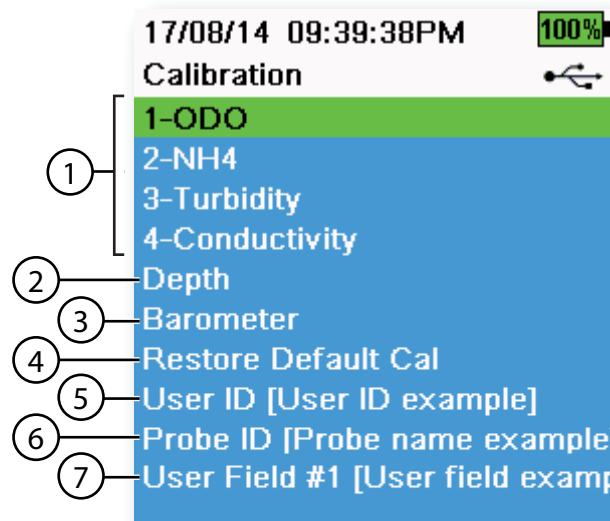 17/08/14 09:39:38PM 100%
Calibration
1-ODO
2-NH4
3-Turbidity
4-Conductivity
Depth
Barometer
Restore Default Cal
User ID [User ID example]
Probe ID [Probe name example
User Field #1 [User field examp
1
2
3
4
5
6
7